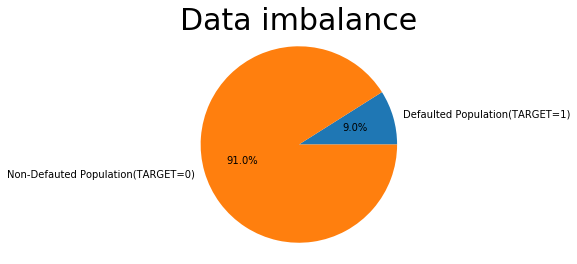 Data imbalance
Defaulted Population(TARGET=1)
9.0%
91.0%
Non-Defauted Population(TARGET=0)